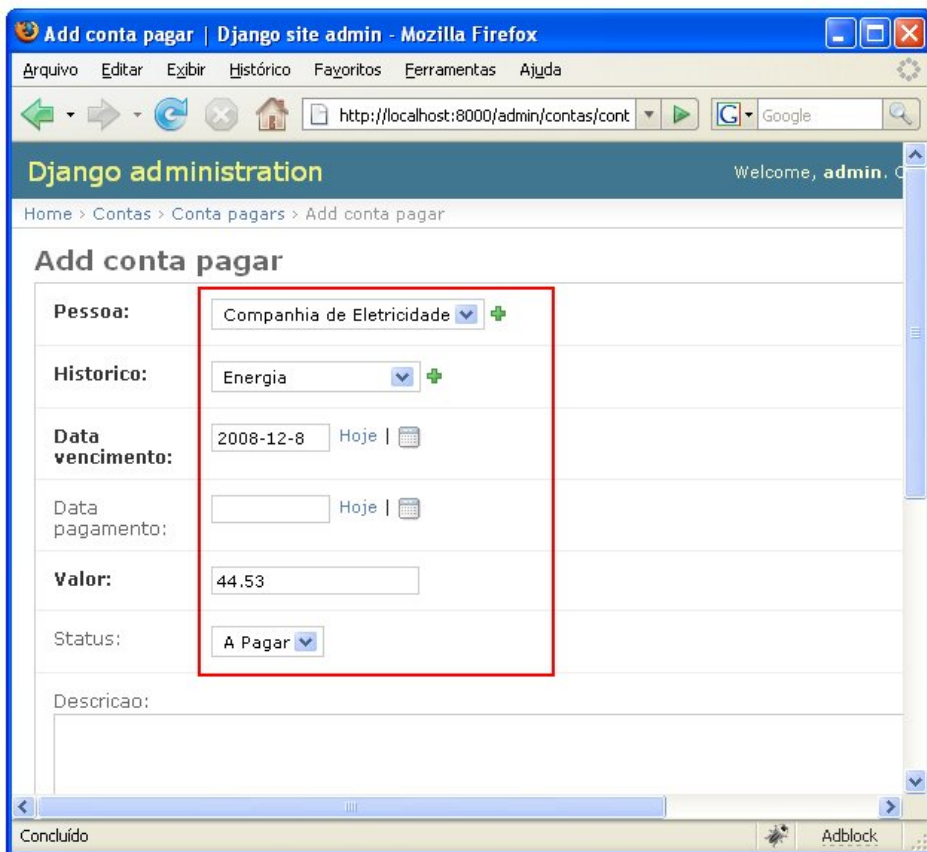 Add conta pagar | Django site admin - Mozilla Firefox
Arquivo Editar Exibir Histórico Favoritos Ferramentas Ajuda
http://localhost:8000/admin/contas/cont G Google
Django administration Welcome, admin.
Home > Contas > Conta pagars > Add conta pagar
Add conta pagar
Pessoa: Companhia de Eletricidade
Historico: Energia
Data vencimento: 2008-12-8 Hoje |
Data pagamento: Hoje |
Valor: 44.53
Status: A Pagar
Descricao:
Concluído Adblock